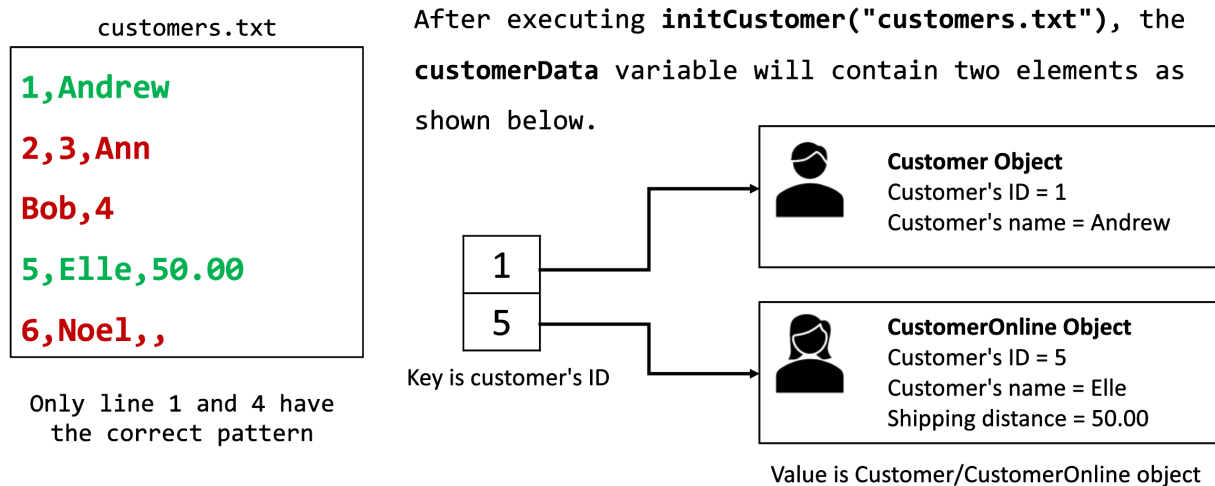 customers.txt
1,Andrew
2,3,Ann
Bob,4
5,Elle,50.00
6,Noel,,
Only line 1 and 4 have
the correct pattern
After executing initCustomer("customers.txt"), the
customerData variable will contain two elements as
shown below.
1
5
Key is customer's ID
Customer Object
Customer's ID = 1
Customer's name = Andrew
CustomerOnline Object
Customer's ID = 5
Customer's name = Elle
Shipping distance = 50.00
Value is Customer/CustomerOnline object